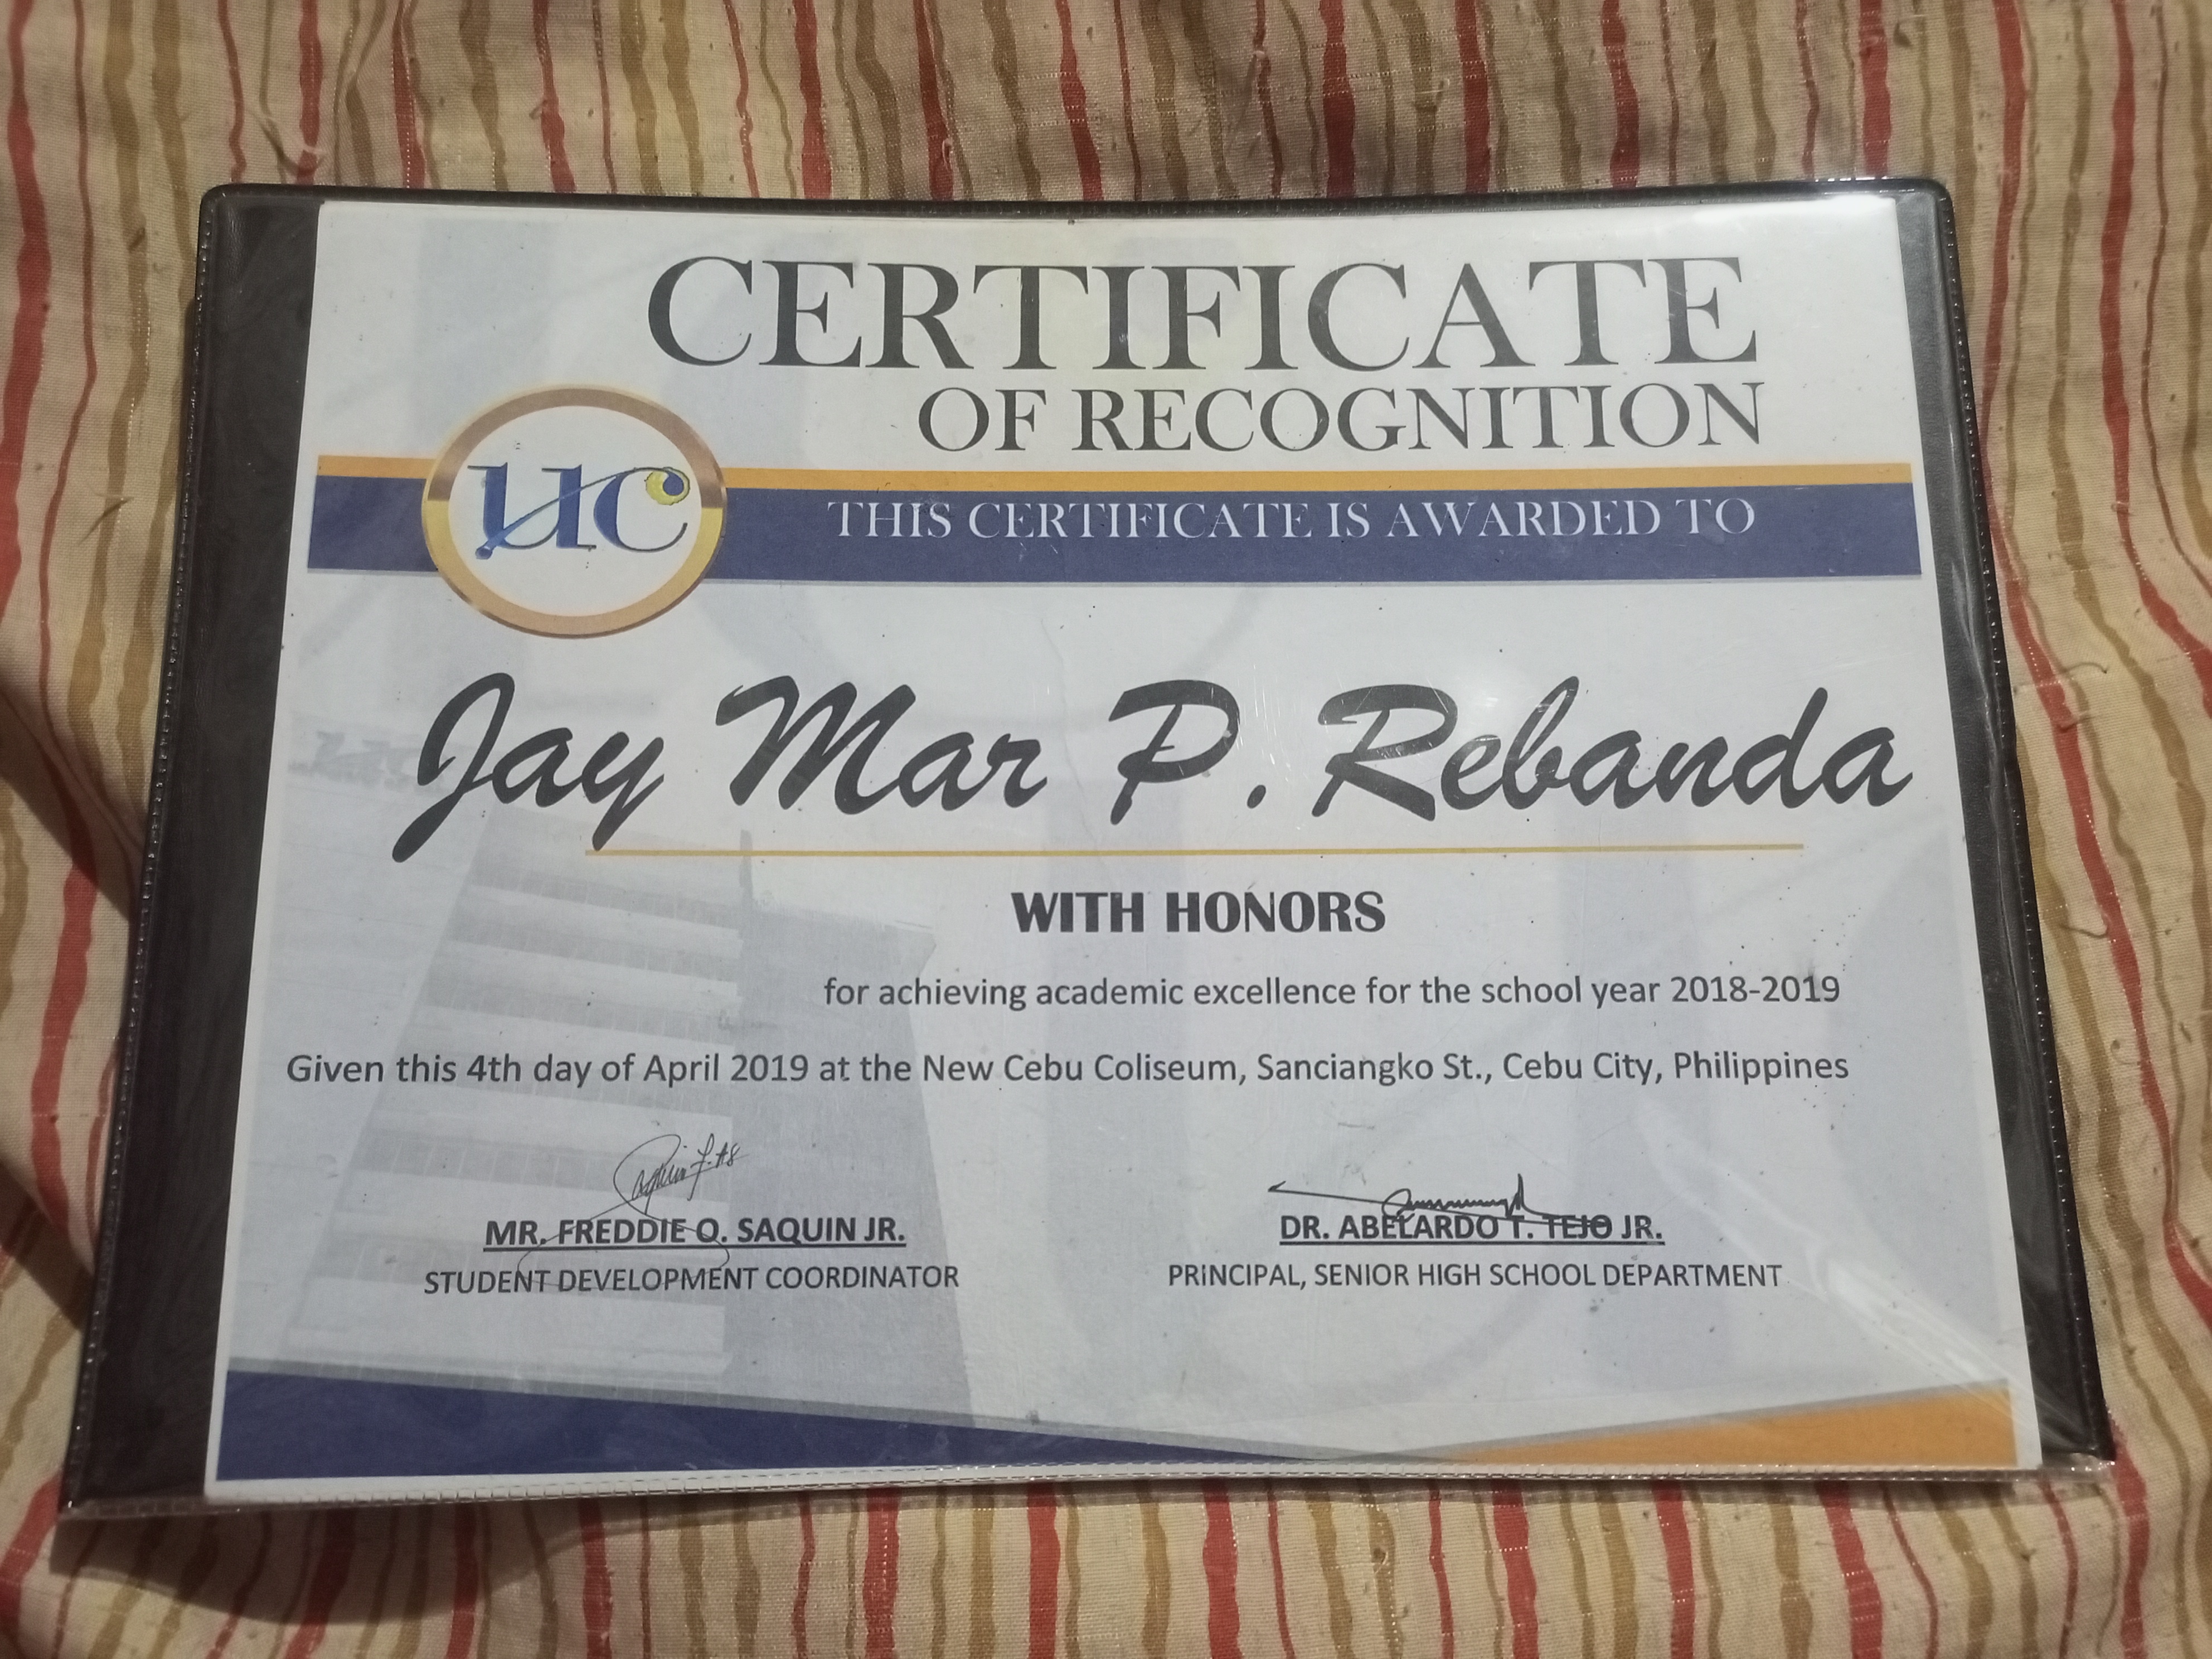 CERTIFICATE
OF RECOGNITION
uc
THIS CERTIFICATE IS AWARDED TO
Jay Mar P. Rebanda
WITH HONORS
for achieving academic excellence for the school year 2018-2019
Given this 4th day of April 2019 at the New Cebu Coliseum, Sanciangko St., Cebu City, Philippines
MR. FREDDIE O. SAQUIN JR.
STUDENT DEVELOPMENT COORDINATOR
DR. ABELARDO T. TEJO JR.
PRINCIPAL, SENIOR HIGH SCHOOL DEPARTMENT